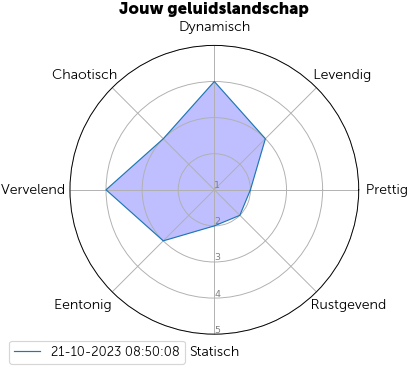 Jouw geluidslandschap
Dynamisch
Chaotisch
Levendig
Vervelend
Prettig
1
2
3
4
5
Eentonig
Rustgevend
Statisch
21-10-2023 08:50:08